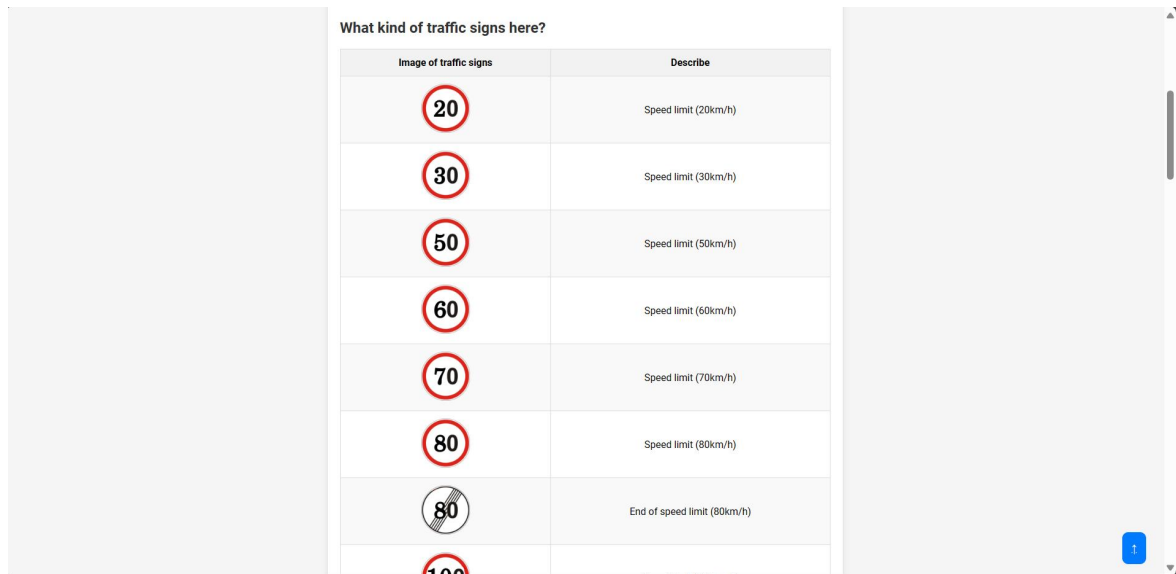 What kind of traffic signs here?
Image of traffic signs Describe
20 Speed limit (20km/h)
30 Speed limit (30km/h)
50 Speed limit (50km/h)
60 Speed limit (60km/h)
70 Speed limit (70km/h)
80 Speed limit (80km/h)
80 End of speed limit (80km/h)
100